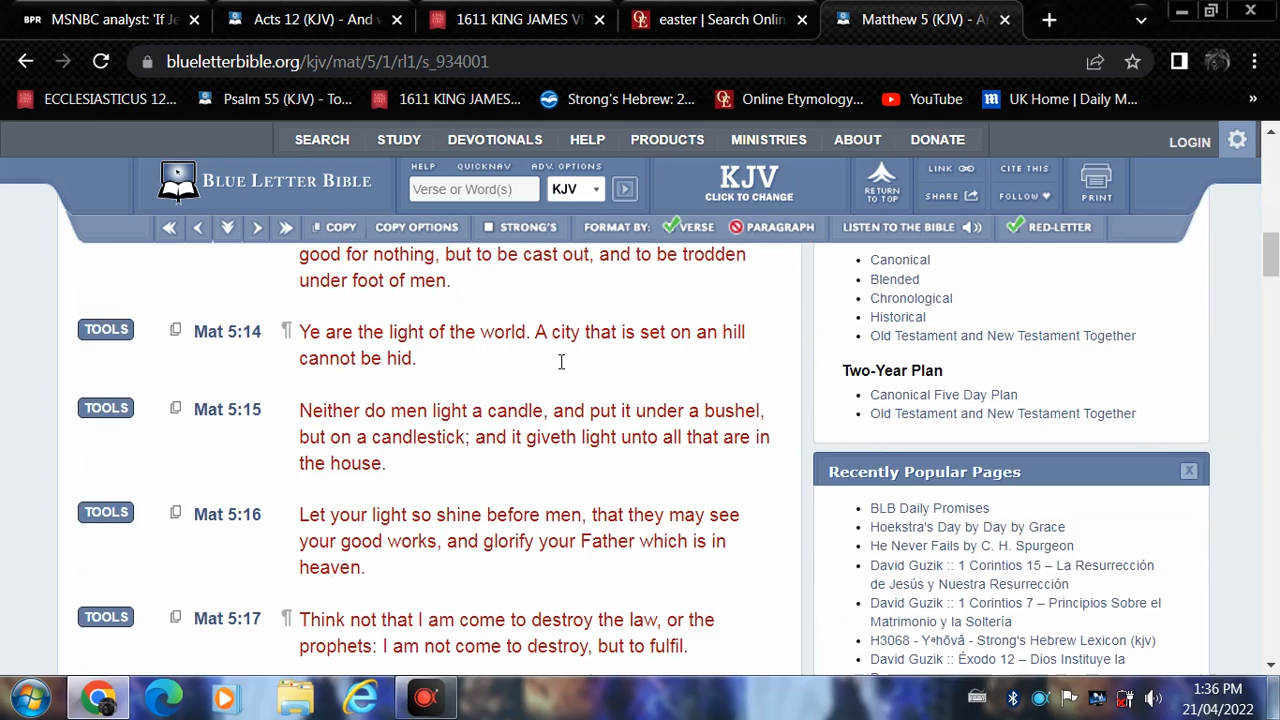 BPR MSNBC analyst: 'If Je
Acts 12 (KJV) - And w
1611 KING JAMES VE
OE easter | Search Onlin
Matthew 5 (KJV) - A
blueletterbible.org/kjv/mat/5/1/rl1/s_934001
ECCLESIASTICUS 12...
Psalm 55 (KJV) - To...
1611 KING JAMES...
Strong's Hebrew: 2...
OE Online Etymology...
YouTube
m UK Home | Daily M...
»
SEARCH STUDY DEVOTIONALS HELP PRODUCTS MINISTRIES ABOUT DONATE LOGIN
BLUE LETTER BIBLE
HELP QUICKNAV ADV. OPTIONS
Verse or Word(s) KJV
KJV
CLICK TO CHANGE
RETURN
TO TOP
LINK CITE THIS
SHARE FOLLOW
PRINT
COPY COPY OPTIONS STRONG'S FORMAT BY: VERSE PARAGRAPH LISTEN TO THE BIBLE RED-LETTER
good for nothing, but to be cast out, and to be trodden
under foot of men.
TOOLS Mat 5:14 ¶ Ye are the light of the world. A city that is set on an hill
cannot be hid.
TOOLS Mat 5:15 Neither do men light a candle, and put it under a bushel,
but on a candlestick; and it giveth light unto all that are in
the house.
TOOLS Mat 5:16 Let your light so shine before men, that they may see
your good works, and glorify your Father which is in
heaven.
TOOLS Mat 5:17 ¶ Think not that I am come to destroy the law, or the
prophets: I am not come to destroy, but to fulfil.
Canonical
Blended
Chronological
Historical
Old Testament and New Testament Together
Two-Year Plan
Canonical Five Day Plan
Old Testament and New Testament Together
Recently Popular Pages
BLB Daily Promises
Hoekstra's Day by Day by Grace
He Never Fails by C. H. Spurgeon
David Guzik :: 1 Corintios 15 – La Resurrección
de Jesús y Nuestra Resurrección
David Guzik :: 1 Corintios 7 – Principios Sobre el
Matrimonio y la Soltería
H3068 - Yᵊhōvâ - Strong's Hebrew Lexicon (kjv)
David Guzik :: Éxodo 12 – Dios Instituye la
1:36 PM
21/04/2022